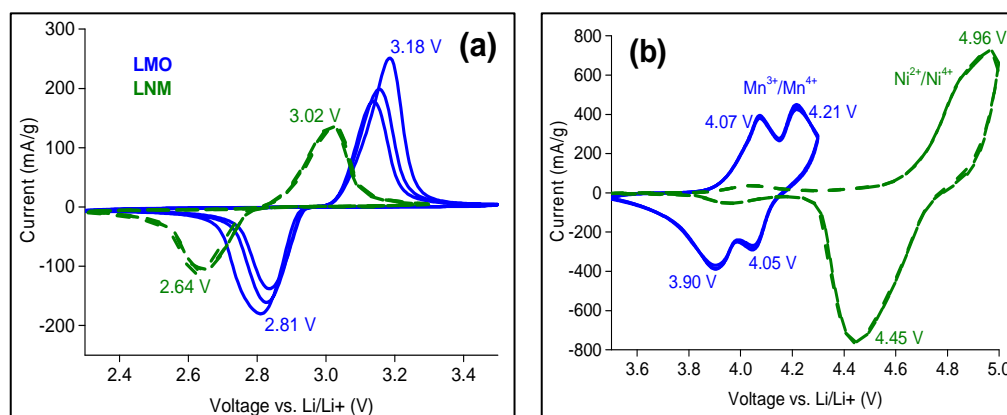 (a)
300
200
100
0
-100
-200
Current (mA/g)
LMO
LNM
3.18 V
3.02 V
2.64 V
2.81 V
2.4 2.6 2.8 3.0 3.2 3.4
Voltage vs. Li/Li+ (V)
(b)
800
600
400
200
0
-200
-400
-600
-800
Current (mA/g)
4.96 V
Mn³⁺/Mn⁴⁺
Ni²⁺/Ni⁴⁺
4.07 V
4.21 V
3.90 V
4.05 V
4.45 V
3.6 3.8 4.0 4.2 4.4 4.6 4.8 5.0
Voltage vs. Li/Li+ (V)